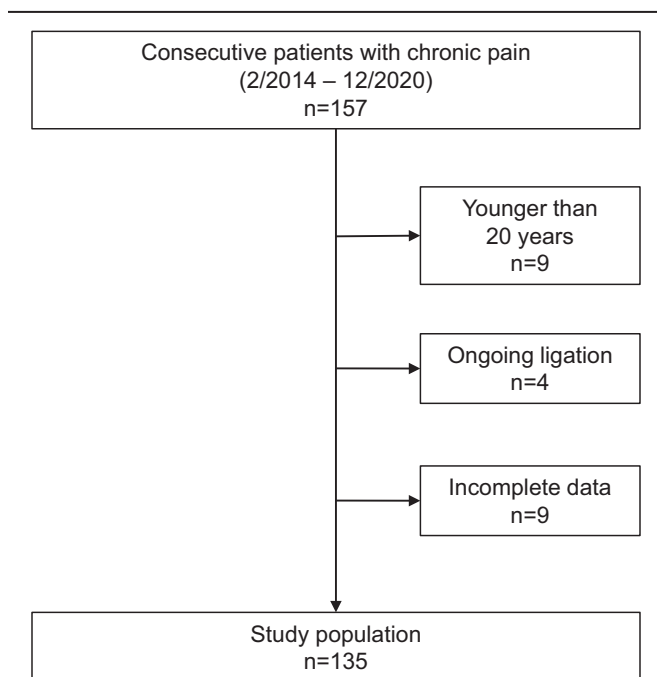 Consecutive patients with chronic pain
(2/2014 – 12/2020)
n=157
Younger than
20 years
n=9
Ongoing ligation
n=4
Incomplete data
n=9
Study population
n=135